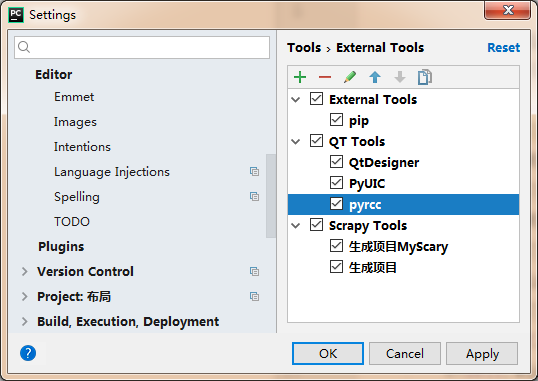 PC
Settings
Editor
Emmet
Images
Intentions
Language Injections
Spelling
TODO
Plugins
Version Control
Project: 布局
Build, Execution, Deployment
Tools › External Tools
Reset
External Tools
pip
QT Tools
QtDesigner
PyUIC
pyrcc
Scrapy Tools
生成项目MyScary
生成项目
?
OK
Cancel
Apply